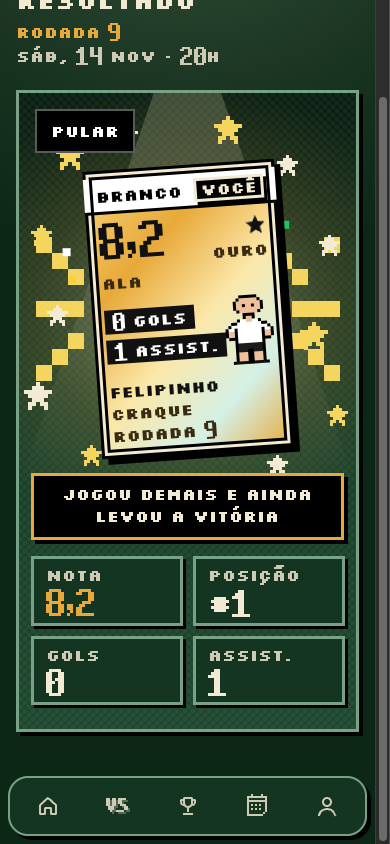 RESULTADO
RODADA 9
SÁB, 14 NOV · 20H
PULAR
BRANCO VOCÊ
8,2
OURO
ALA
0 GOLS
1 ASSIST.
FELIPINHO
CRAQUE
RODADA 9
JOGOU DEMAIS E AINDA
LEVOU A VITÓRIA
NOTA
8,2
POSIÇÃO
#1
GOLS
0
ASSIST.
1
VS